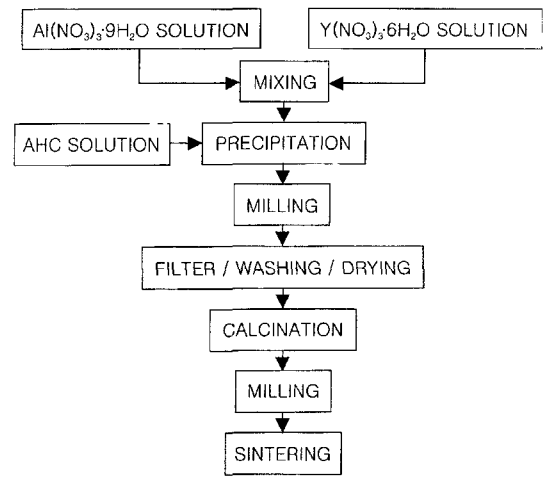 Al(NO₃)₃·9H₂O SOLUTION
Y(NO₃)₃·6H₂O SOLUTION
MIXING
AHC SOLUTION
PRECIPITATION
MILLING
FILTER / WASHING / DRYING
CALCINATION
MILLING
SINTERING